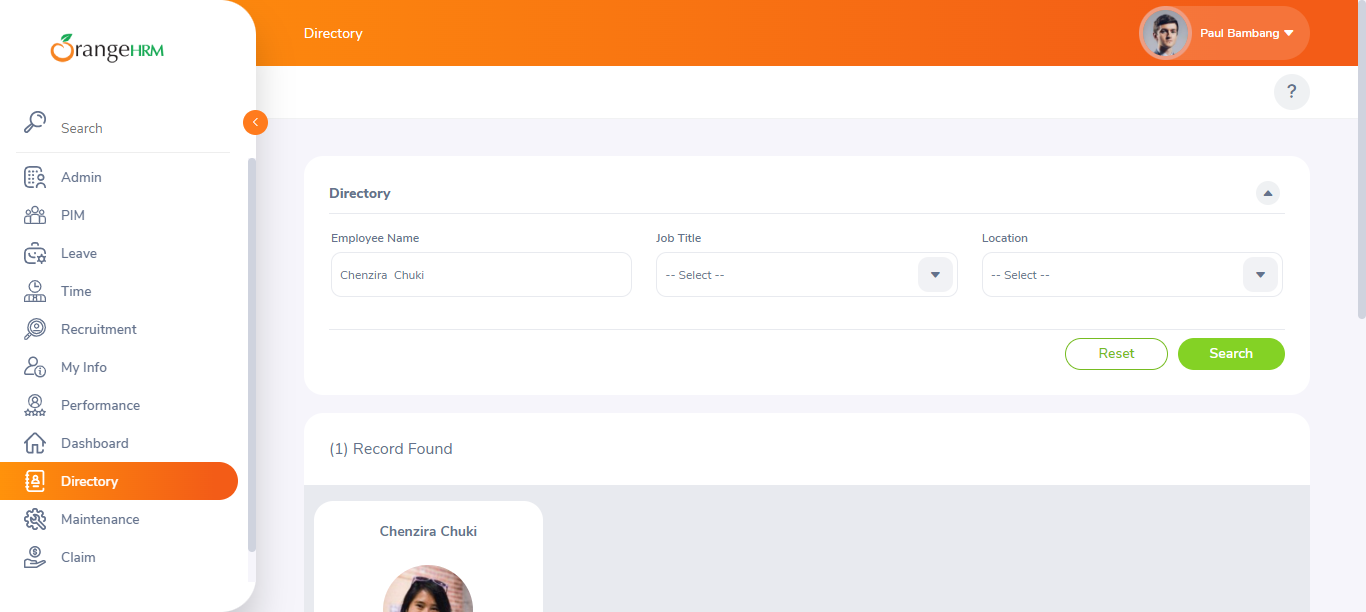 OrangeHRM
Directory
Paul Bambang
?
Search
Admin
PIM
Leave
Time
Recruitment
My Info
Performance
Dashboard
Directory
Maintenance
Claim
Directory
Employee Name
Job Title
Location
Chenzira  Chuki
-- Select --
-- Select --
Reset
Search
(1) Record Found
Chenzira Chuki